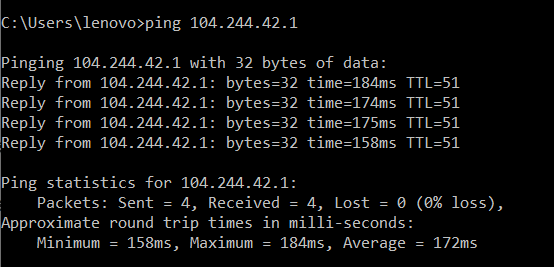 C:\Users\lenovo>ping 104.244.42.1
Pinging 104.244.42.1 with 32 bytes of data:
Reply from 104.244.42.1: bytes=32 time=184ms TTL=51
Reply from 104.244.42.1: bytes=32 time=174ms TTL=51
Reply from 104.244.42.1: bytes=32 time=175ms TTL=51
Reply from 104.244.42.1: bytes=32 time=158ms TTL=51
Ping statistics for 104.244.42.1:
    Packets: Sent = 4, Received = 4, Lost = 0 (0% loss),
Approximate round trip times in milli-seconds:
    Minimum = 158ms, Maximum = 184ms, Average = 172ms